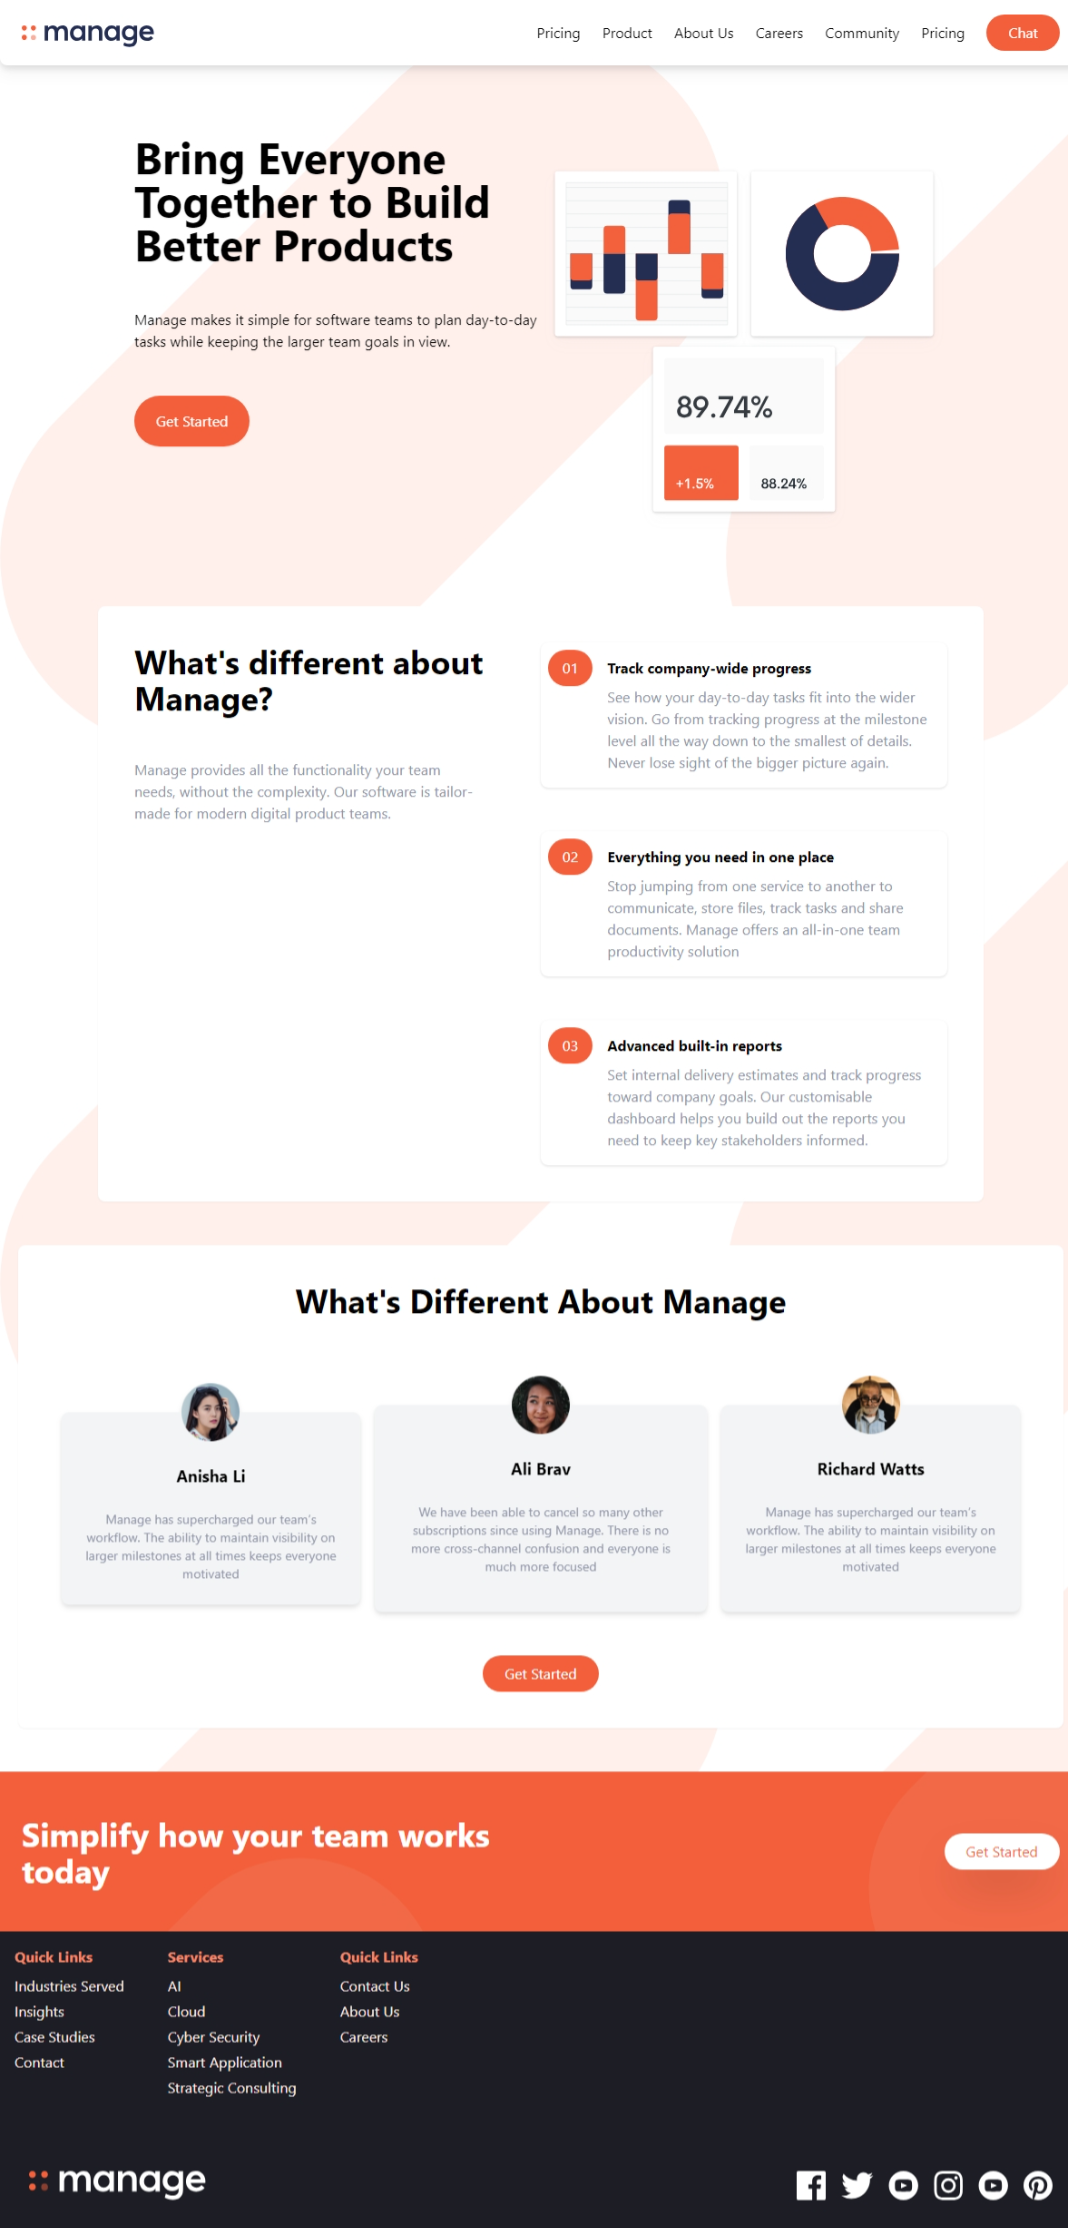 manage
Pricing
Product
About Us
Careers
Community
Pricing
Chat
Bring Everyone
Together to Build
Better Products
Manage makes it simple for software teams to plan day-to-day
tasks while keeping the larger team goals in view.
Get Started
89.74%
+1.5%
88.24%
What's different about
Manage?
Manage provides all the functionality your team
needs, without the complexity. Our software is tailor-
made for modern digital product teams.
01
Track company-wide progress
See how your day-to-day tasks fit into the wider
vision. Go from tracking progress at the milestone
level all the way down to the smallest of details.
Never lose sight of the bigger picture again.
02
Everything you need in one place
Stop jumping from one service to another to
communicate, store files, track tasks and share
documents. Manage offers an all-in-one team
productivity solution
03
Advanced built-in reports
Set internal delivery estimates and track progress
toward company goals. Our customisable
dashboard helps you build out the reports you
need to keep key stakeholders informed.
What's Different About Manage
Anisha Li
Manage has supercharged our team's
workflow. The ability to maintain visibility on
larger milestones at all times keeps everyone
motivated
Ali Brav
We have been able to cancel so many other
subscriptions since using Manage. There is no
more cross-channel confusion and everyone is
much more focused
Richard Watts
Manage has supercharged our team's
workflow. The ability to maintain visibility on
larger milestones at all times keeps everyone
motivated
Get Started
Simplify how your team works
today
Get Started
Quick Links
Industries Served
Insights
Case Studies
Contact
Services
AI
Cloud
Cyber Security
Smart Application
Strategic Consulting
Quick Links
Contact Us
About Us
Careers
manage